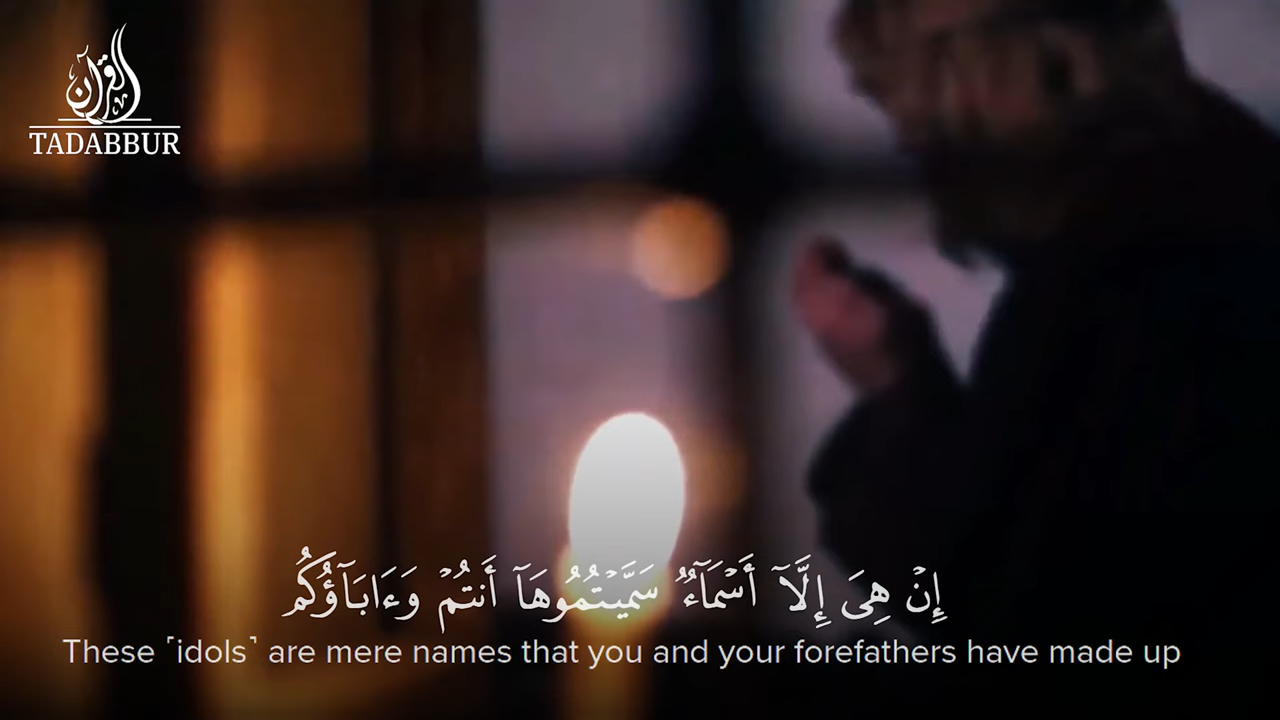 القرآن
TADABBUR
إِنْ هِىَ إِلَّآ أَسْمَآءٌ سَمَّيْتُمُوهَآ أَنتُمْ وَءَابَآؤُكُم
These ˹idols˺ are mere names that you and your forefathers have made up